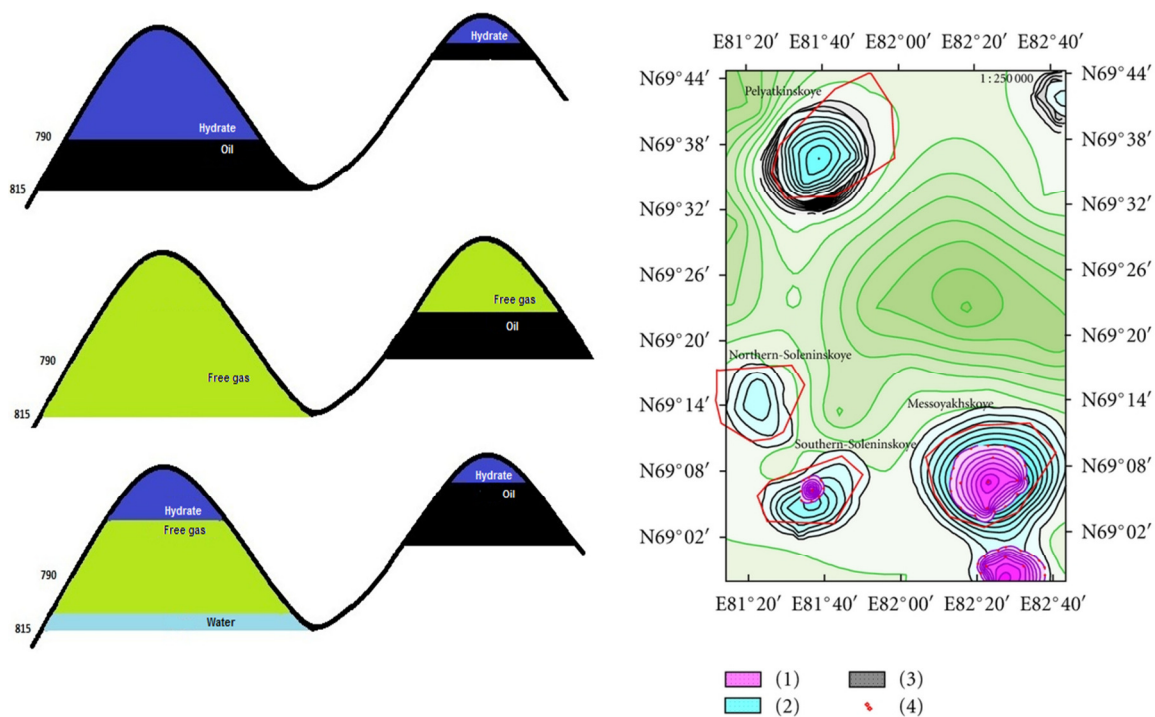 Hydrate
Hydrate
790
Oil
815
Free gas
Oil
790
Free gas
815
Hydrate
Hydrate
Oil
Free gas
790
Water
815
E81°20′ E81°40′ E82°00′ E82°20′ E82°40′
N69°44′ 1 : 250 000 N69°44′
Pelyatkinskoye
N69°38′ N69°38′
N69°32′ N69°32′
N69°26′ N69°26′
N69°20′ N69°20′
Northern-Soleninskoye
N69°14′ Messoyakhskoye N69°14′
Southern-Soleninskoye
N69°08′ N69°08′
N69°02′ N69°02′
E81°20′ E81°40′ E82°00′ E82°20′ E82°40′
(1) (3)
(2) (4)